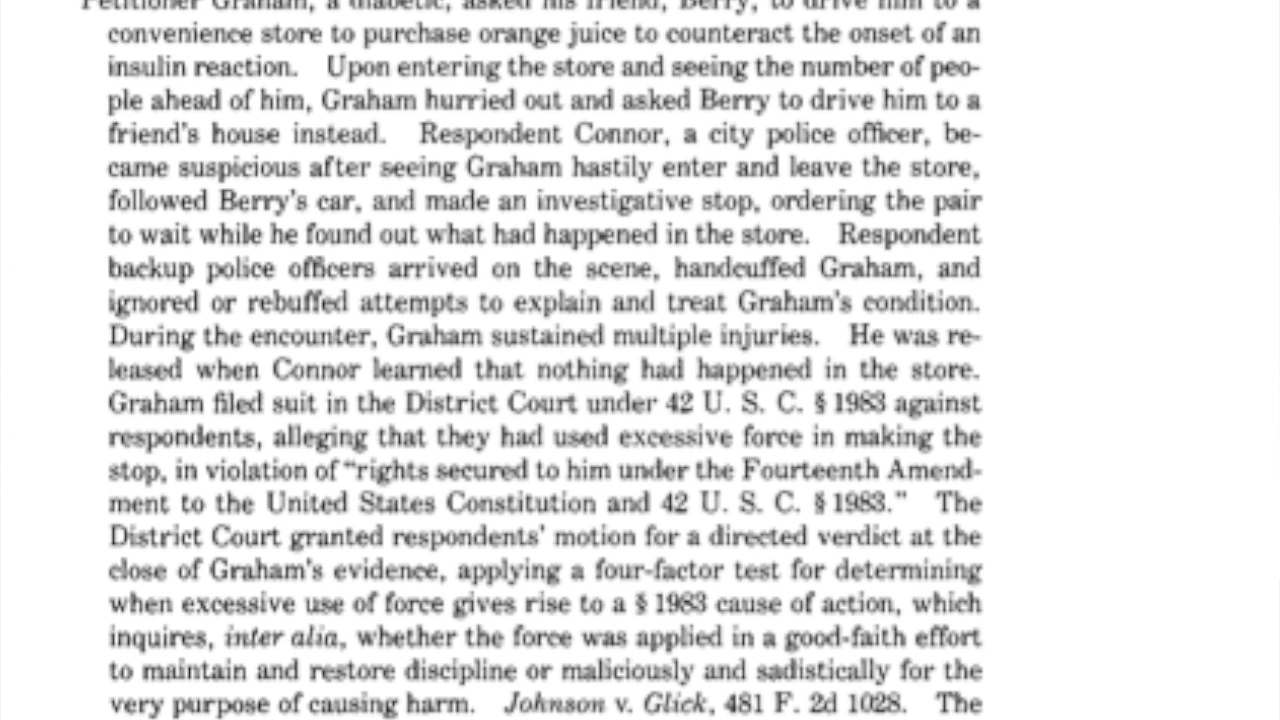 Petitioner Graham, a diabetic, asked his friend, Berry, to drive him to a
convenience store to purchase orange juice to counteract the onset of an
insulin reaction. Upon entering the store and seeing the number of peo-
ple ahead of him, Graham hurried out and asked Berry to drive him to a
friend's house instead. Respondent Connor, a city police officer, be-
came suspicious after seeing Graham hastily enter and leave the store,
followed Berry's car, and made an investigative stop, ordering the pair
to wait while he found out what had happened in the store. Respondent
backup police officers arrived on the scene, handcuffed Graham, and
ignored or rebuffed attempts to explain and treat Graham's condition.
During the encounter, Graham sustained multiple injuries. He was re-
leased when Connor learned that nothing had happened in the store.
Graham filed suit in the District Court under 42 U. S. C. § 1983 against
respondents, alleging that they had used excessive force in making the
stop, in violation of "rights secured to him under the Fourteenth Amend-
ment to the United States Constitution and 42 U. S. C. § 1983." The
District Court granted respondents' motion for a directed verdict at the
close of Graham's evidence, applying a four-factor test for determining
when excessive use of force gives rise to a § 1983 cause of action, which
inquires, inter alia, whether the force was applied in a good-faith effort
to maintain and restore discipline or maliciously and sadistically for the
very purpose of causing harm. Johnson v. Glick, 481 F. 2d 1028. The